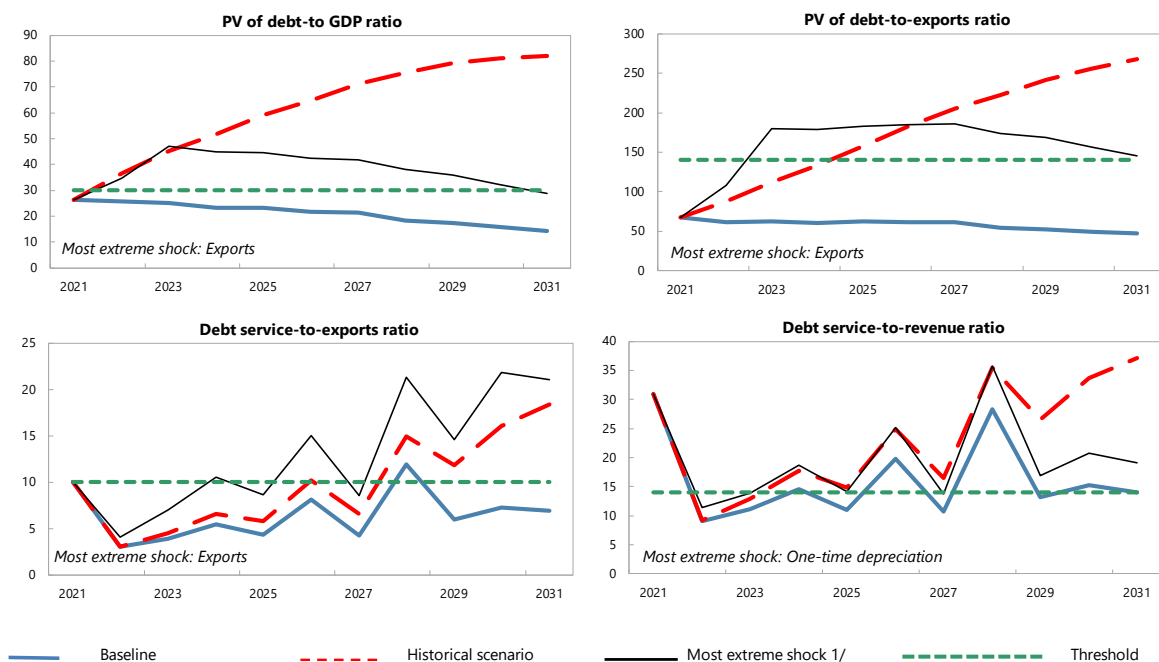 PV of debt-to GDP ratio
90
80
70
60
50
40
30
20
10
0
Most extreme shock: Exports
2021 2023 2025 2027 2029 2031
PV of debt-to-exports ratio
300
250
200
150
100
50
0
Most extreme shock: Exports
2021 2023 2025 2027 2029 2031
Debt service-to-exports ratio
25
20
15
10
5
0
Most extreme shock: Exports
2021 2023 2025 2027 2029 2031
Debt service-to-revenue ratio
40
35
30
25
20
15
10
5
0
Most extreme shock: One-time depreciation
2021 2023 2025 2027 2029 2031
Baseline Historical scenario Most extreme shock 1/ Threshold